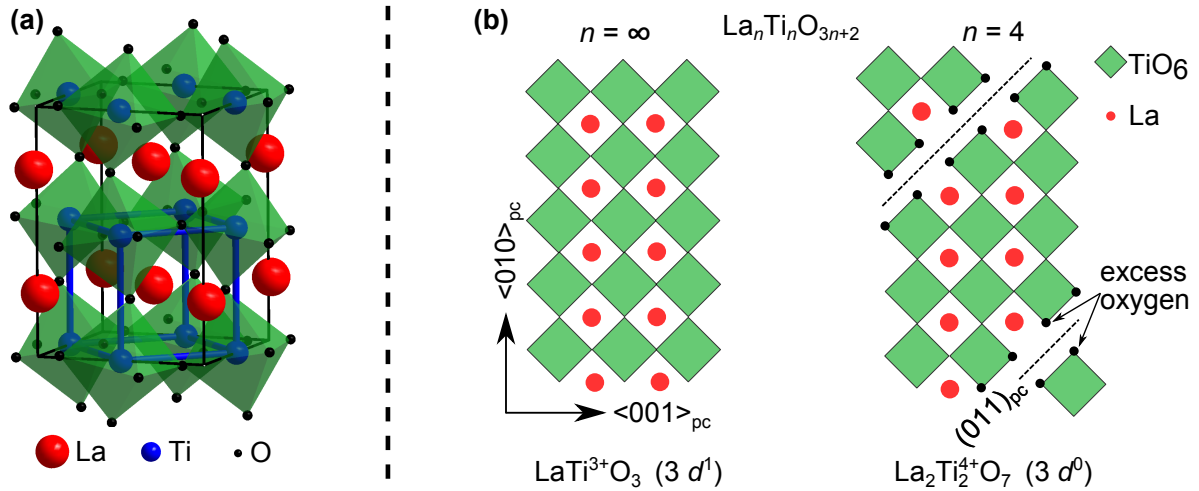 (a)
La
Ti
O
(b)
n = ∞
LaₙTiₙO₃ₙ₊₂
n = 4
TiO₆
La
<010>pc
<001>pc
excess
oxygen
(011)pc
LaTi³⁺O₃ (3 d¹)
La₂Ti₂⁴⁺O₇ (3 d⁰)